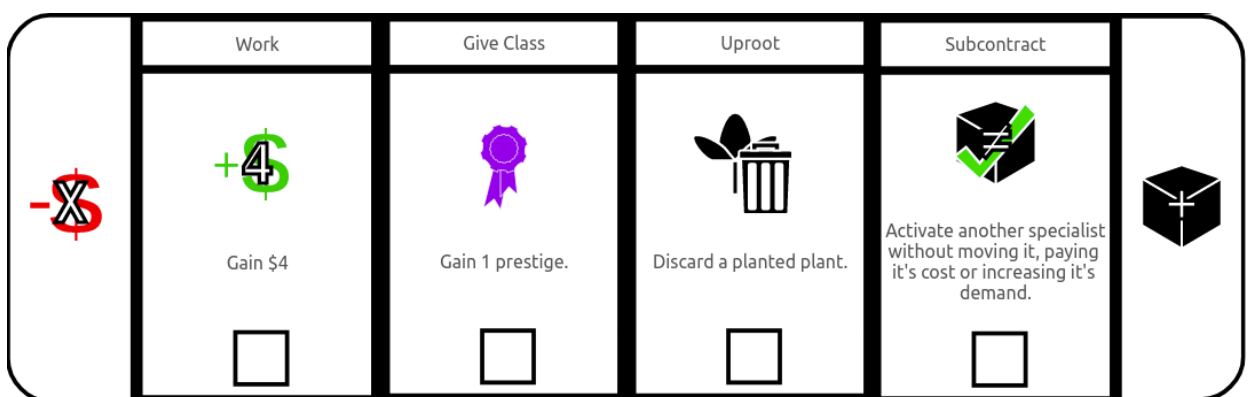 Work
Give Class
Uproot
Subcontract
-$X
+$4
≠
+
Gain $4
Gain 1 prestige.
Discard a planted plant.
Activate another specialist
without moving it, paying
it's cost or increasing it's
demand.